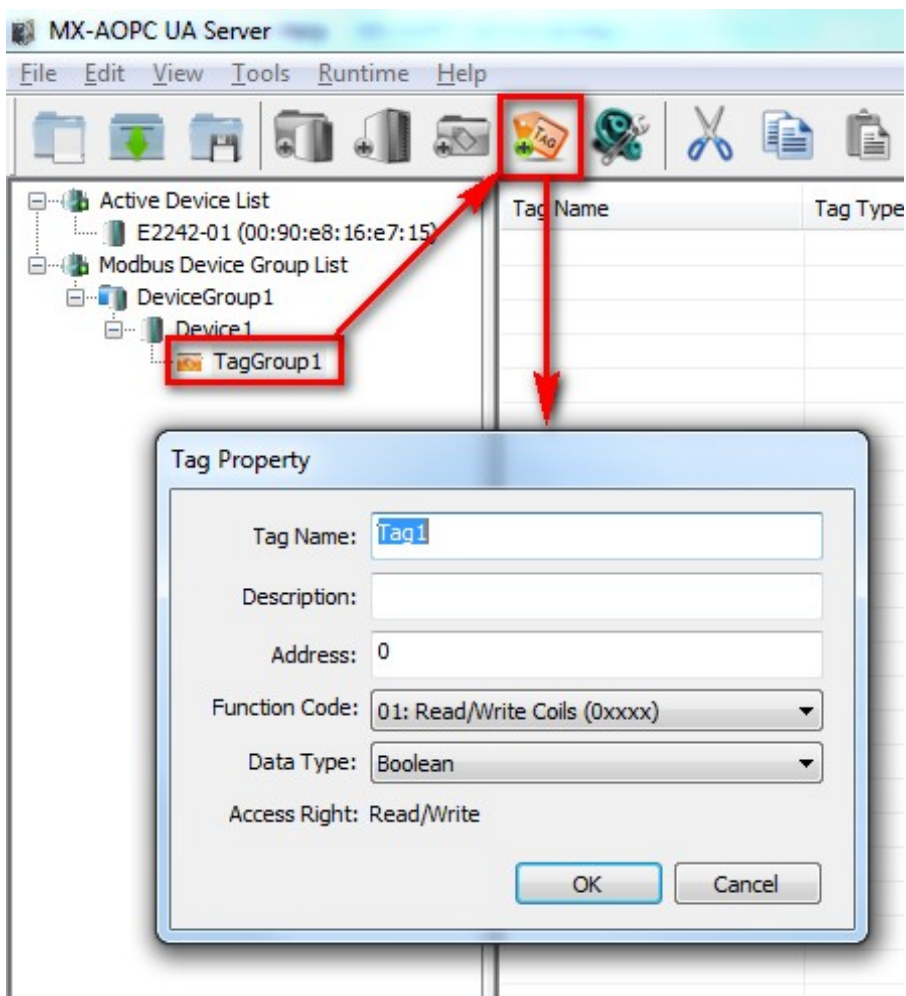 MX-AOPC UA Server
File Edit View Tools Runtime Help
TAG
Active Device List
E2242-01 (00:90:e8:16:e7:15)
Modbus Device Group List
DeviceGroup1
Device1
TagGroup1
Tag Name Tag Type
Tag Property
Tag Name: Tag1
Description:
Address: 0
Function Code: 01: Read/Write Coils (0xxxx)
Data Type: Boolean
Access Right: Read/Write
OK Cancel